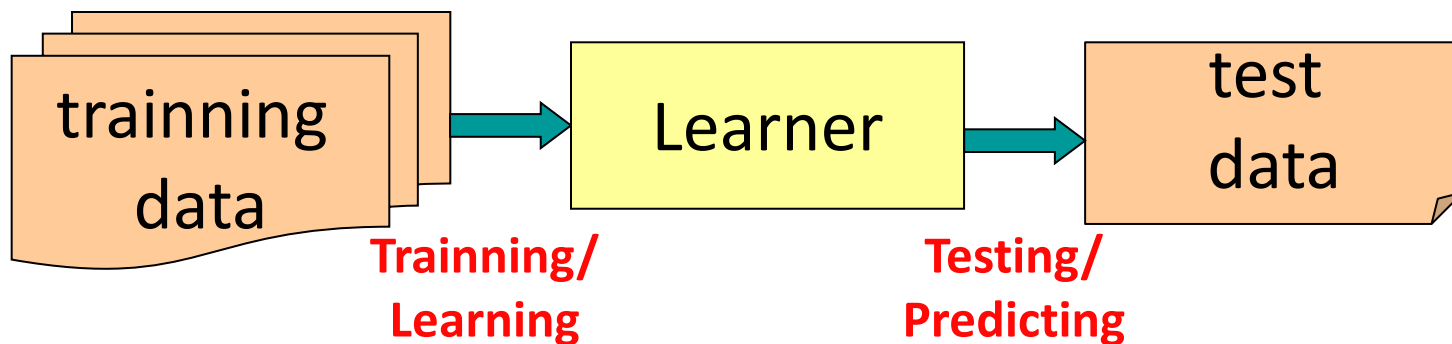 trainning
data
Learner
test
data
Trainning/
Learning
Testing/
Predicting